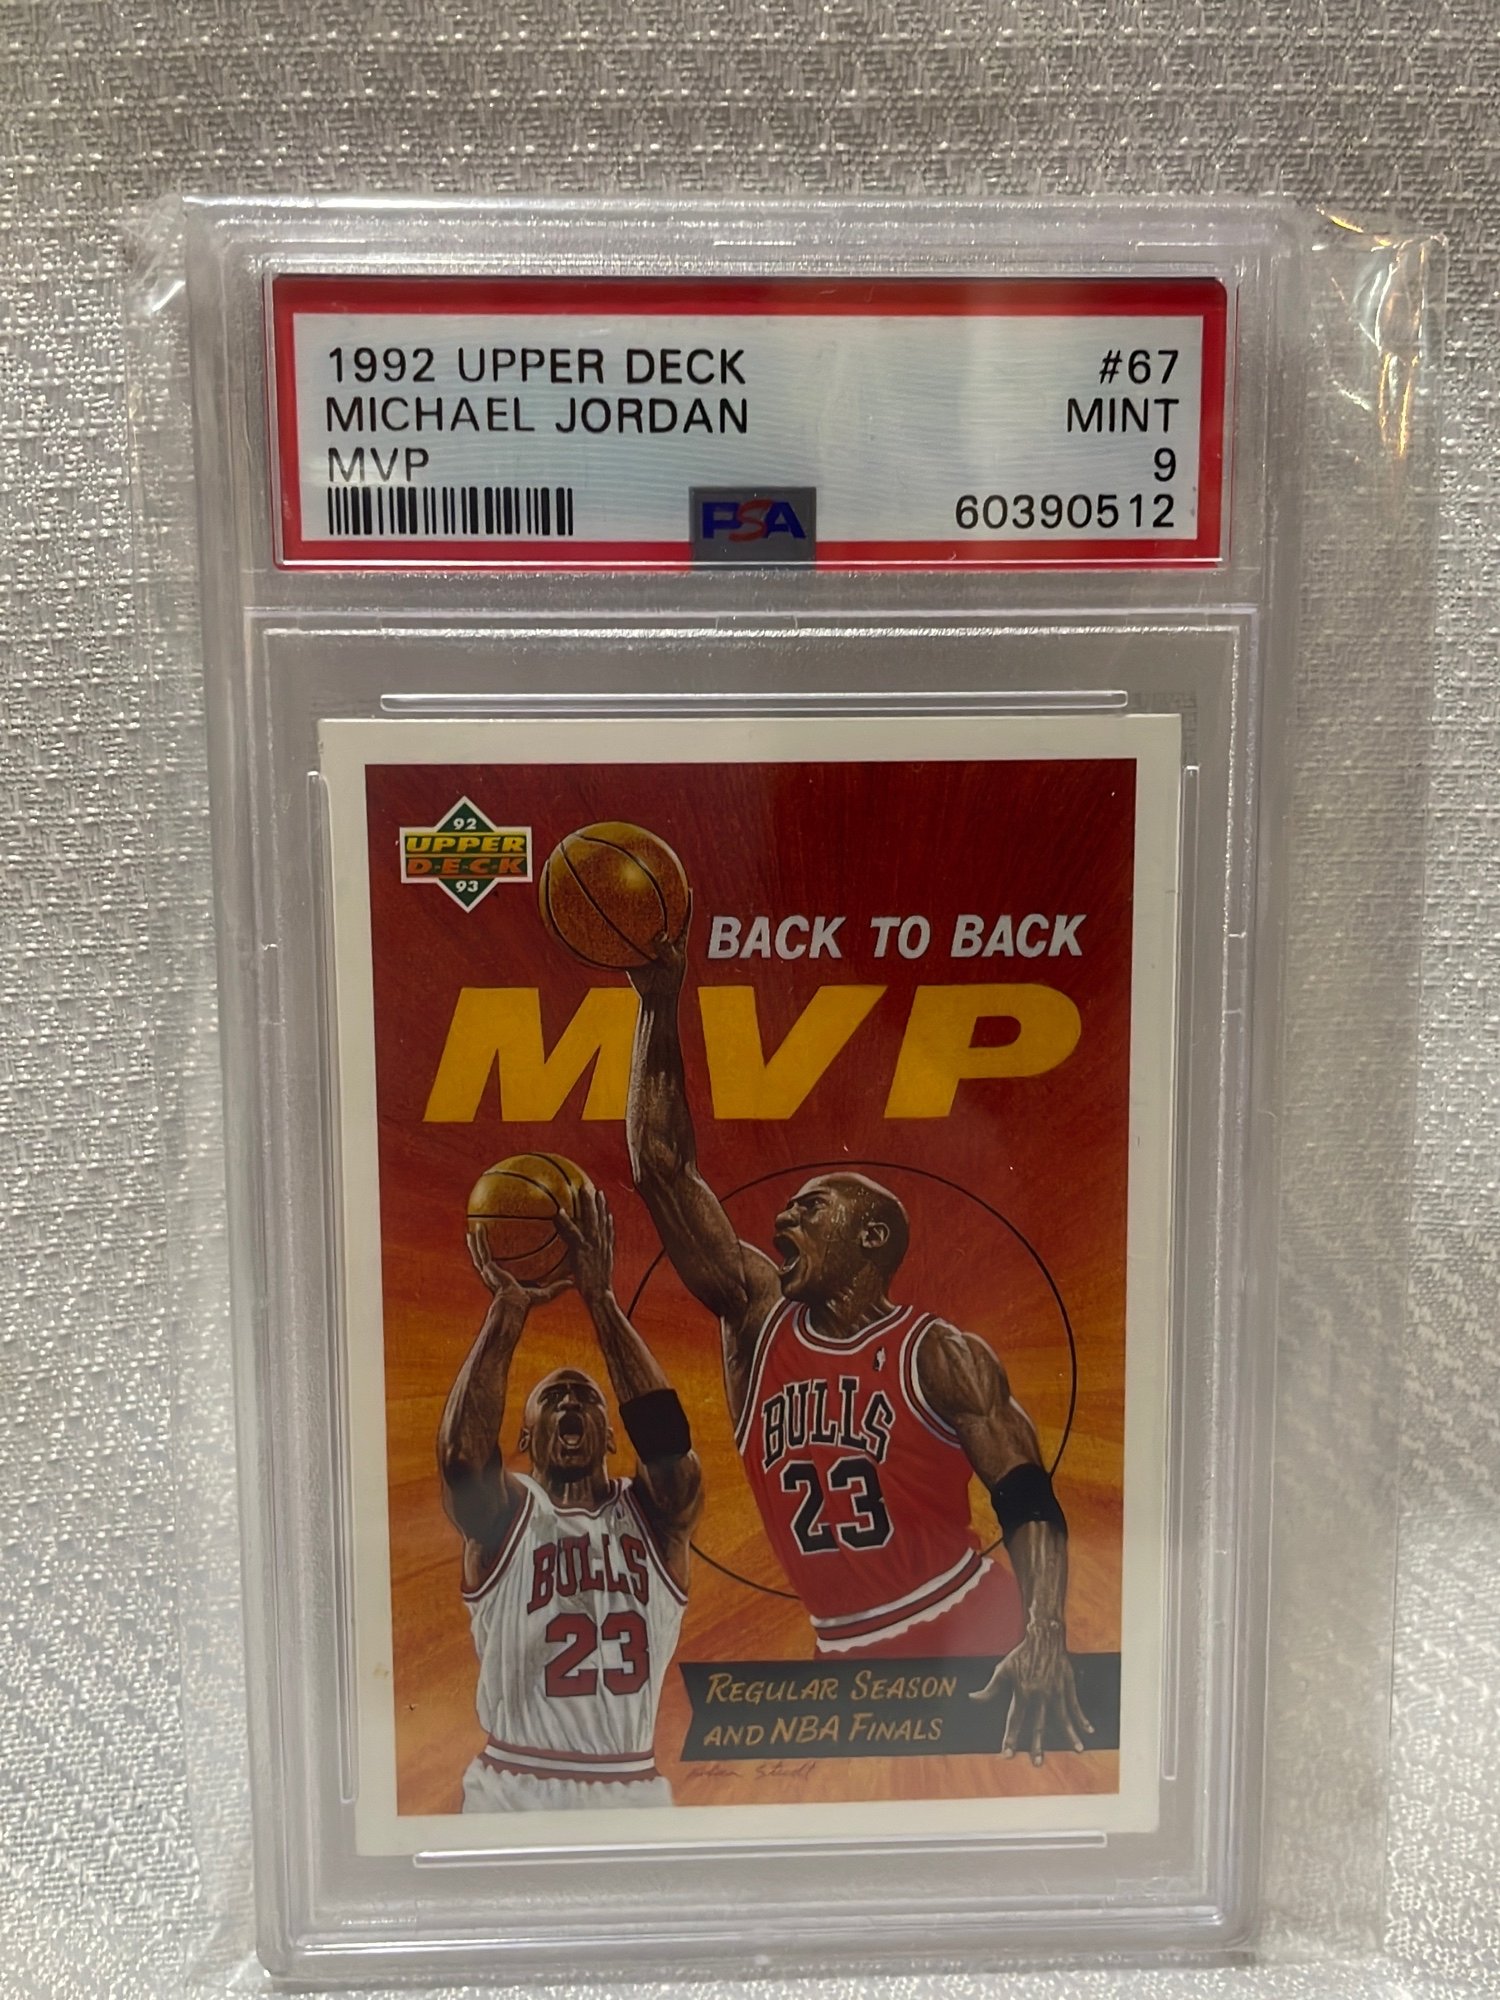 1992 UPPER DECK #67
MICHAEL JORDAN MINT
MVP 9
PSA 60390512
92
UPPER
D·E·C·K
93
BACK TO BACK
MVP
BULLS
23
BULLS
23
REGULAR SEASON
AND NBA FINALS